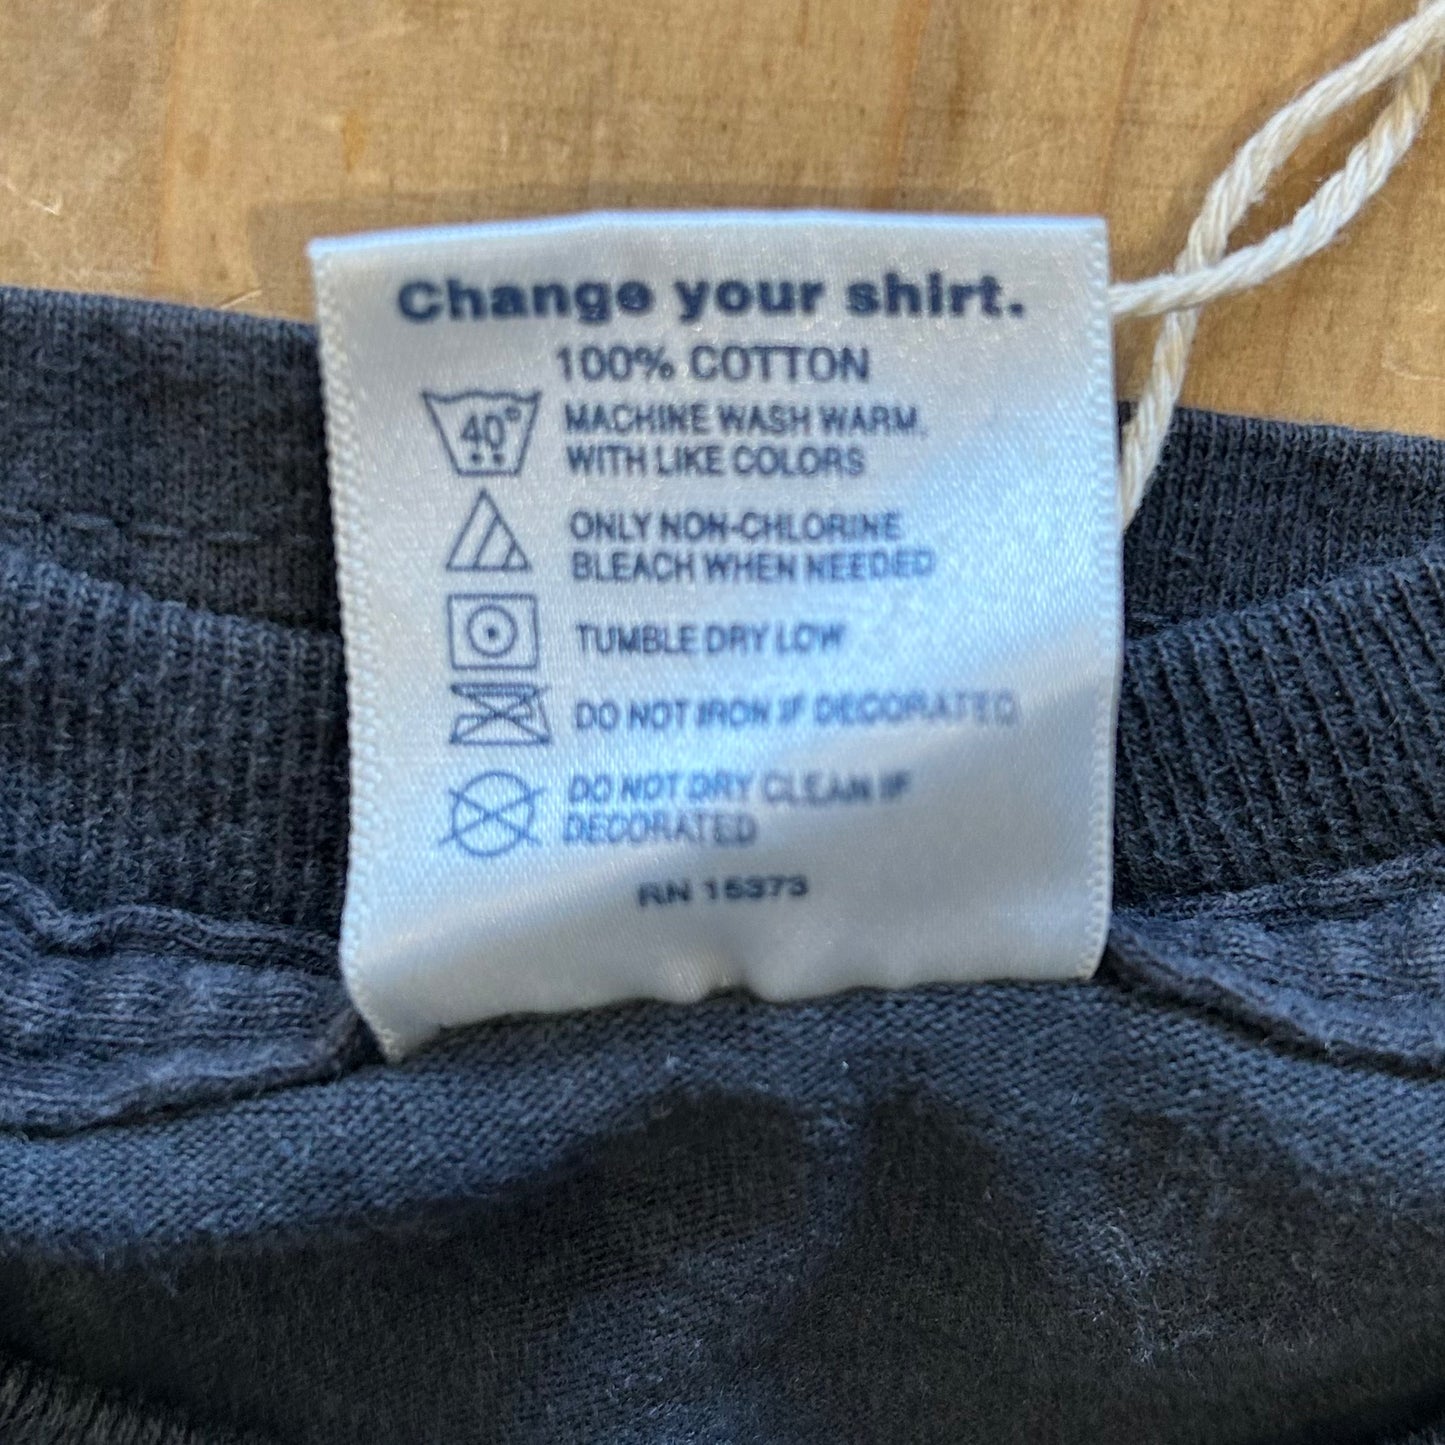 Change your shirt.
100% COTTON
40°
MACHINE WASH WARM,
WITH LIKE COLORS
ONLY NON-CHLORINE
BLEACH WHEN NEEDED
TUMBLE DRY LOW
DO NOT IRON IF DECORATED
DO NOT DRY CLEAN IF
DECORATED
RN 15373